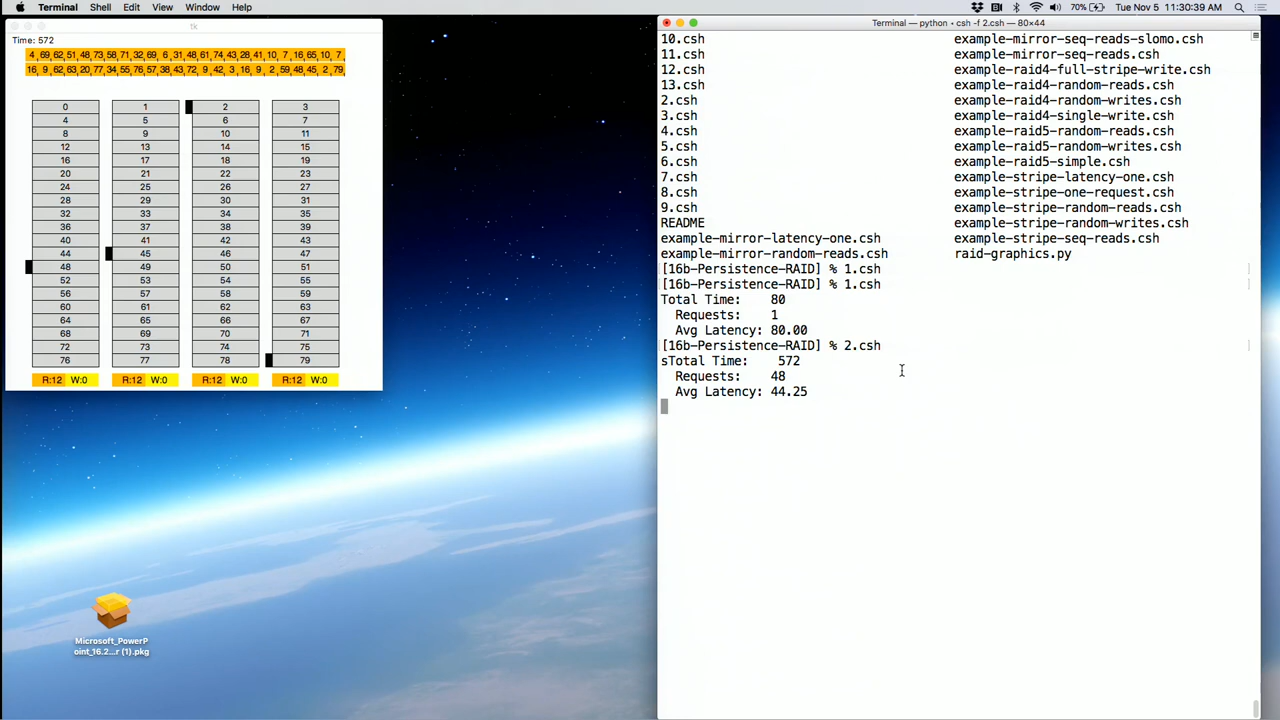 Terminal Shell Edit View Window Help
70% Tue Nov 5 11:30:39 AM
tk
Time: 572
4, 69, 62, 51, 48, 73, 58, 71, 32, 69, 6, 31, 48, 61, 74, 43, 28, 41, 10, 7, 16, 65, 10, 7,
16, 9, 62, 63, 20, 77, 34, 55, 76, 57, 38, 43, 72, 9, 42, 3, 16, 9, 2, 59, 48, 45, 2, 79,
0 1 2 3
4 5 6 7
8 9 10 11
12 13 14 15
16 17 18 19
20 21 22 23
24 25 26 27
28 29 30 31
32 33 34 35
36 37 38 39
40 41 42 43
44 45 46 47
48 49 50 51
52 53 54 55
56 57 58 59
60 61 62 63
64 65 66 67
68 69 70 71
72 73 74 75
76 77 78 79
R:12 W:0 R:12 W:0 R:12 W:0 R:12 W:0
Microsoft_PowerP
oint_16.2...r (1).pkg
Terminal — python • csh -f 2.csh — 80×44
10.csh example-mirror-seq-reads-slomo.csh
11.csh example-mirror-seq-reads.csh
12.csh example-raid4-full-stripe-write.csh
13.csh example-raid4-random-reads.csh
2.csh example-raid4-random-writes.csh
3.csh example-raid4-single-write.csh
4.csh example-raid5-random-reads.csh
5.csh example-raid5-random-writes.csh
6.csh example-raid5-simple.csh
7.csh example-stripe-latency-one.csh
8.csh example-stripe-one-request.csh
9.csh example-stripe-random-reads.csh
README example-stripe-random-writes.csh
example-mirror-latency-one.csh example-stripe-seq-reads.csh
example-mirror-random-reads.csh raid-graphics.py
[16b-Persistence-RAID] % 1.csh
[16b-Persistence-RAID] % 1.csh
Total Time: 80
Requests: 1
Avg Latency: 80.00
[16b-Persistence-RAID] % 2.csh
sTotal Time: 572
Requests: 48
Avg Latency: 44.25